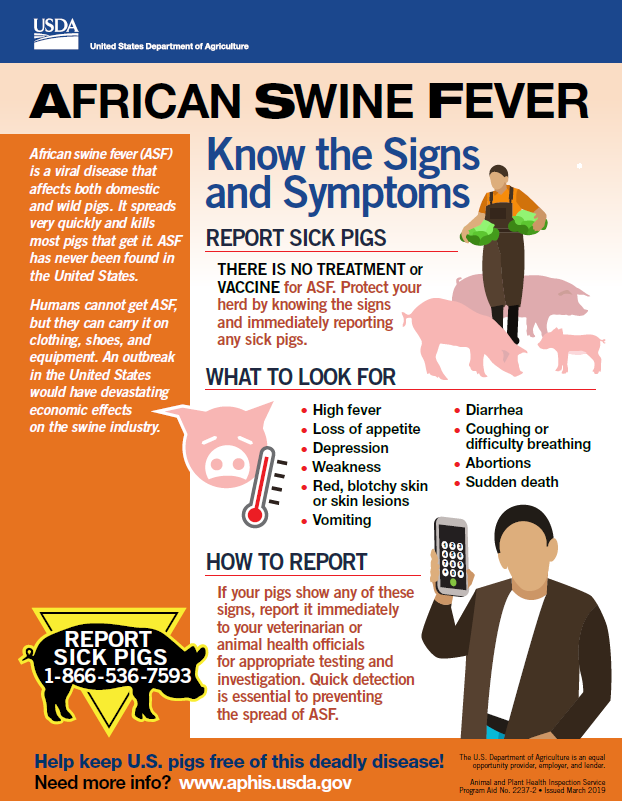 USDA
United States Department of Agriculture
AFRICAN SWINE FEVER
African swine fever (ASF)
is a viral disease that
affects both domestic
and wild pigs. It spreads
very quickly and kills
most pigs that get it. ASF
has never been found in
the United States.
Humans cannot get ASF,
but they can carry it on
clothing, shoes, and
equipment. An outbreak
in the United States
would have devastating
economic effects
on the swine industry.
Know the Signs
and Symptoms
REPORT SICK PIGS
THERE IS NO TREATMENT or
VACCINE for ASF. Protect your
herd by knowing the signs
and immediately reporting
any sick pigs.
WHAT TO LOOK FOR
• High fever
• Loss of appetite
• Depression
• Weakness
• Red, blotchy skin
or skin lesions
• Vomiting
• Diarrhea
• Coughing or
difficulty breathing
• Abortions
• Sudden death
HOW TO REPORT
If your pigs show any of these
signs, report it immediately
to your veterinarian or
animal health officials
for appropriate testing and
investigation. Quick detection
is essential to preventing
the spread of ASF.
1 2 3
4 5 6
7 8 9
* 0 #
REPORT
SICK PIGS
1-866-536-7593
Help keep U.S. pigs free of this deadly disease!
Need more info? www.aphis.usda.gov
The U.S. Department of Agriculture is an equal
opportunity provider, employer, and lender.
Animal and Plant Health Inspection Service
Program Aid No. 2237-2 • Issued March 2019